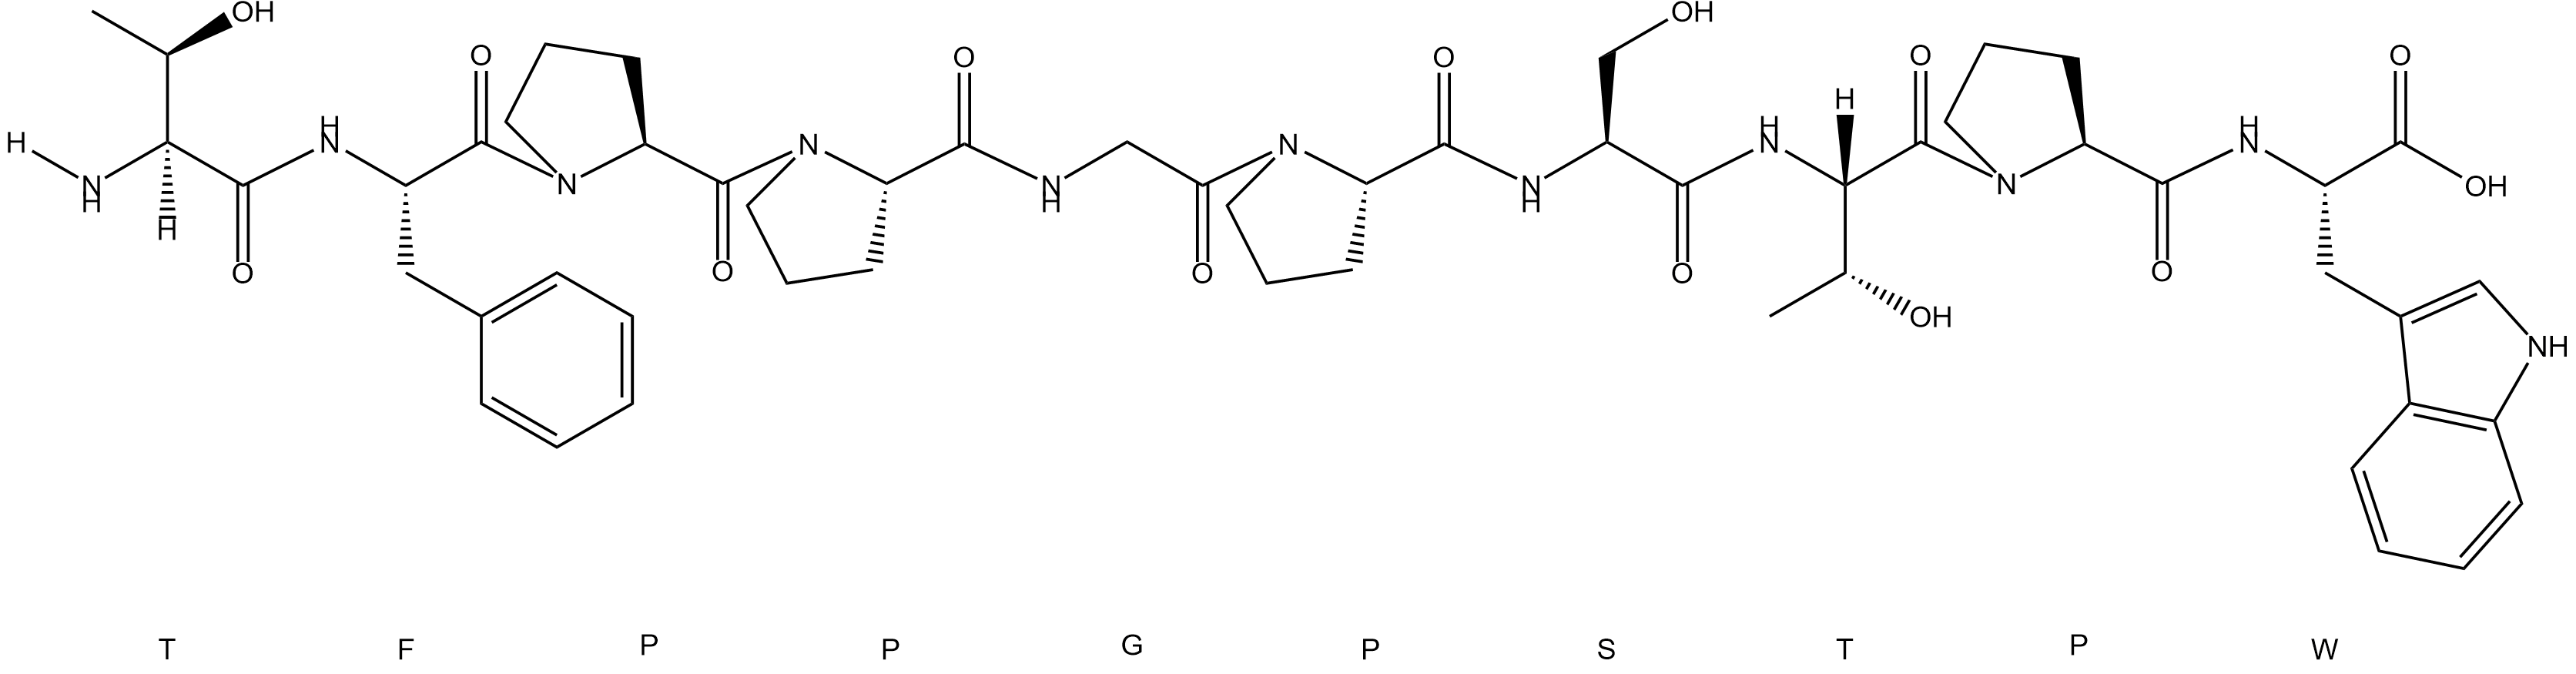 OH OH
O O O O O O
H
H H N N H N H N H N
N H N N N H N N H N OH
H
O O O O O
OH
NH
T F P P G P S T P W